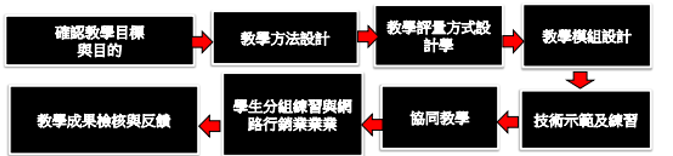 確認教學目標
與目的
教學方法設計
教學評量方式設
計學
教學模組設計
技術示範及練習
協同教學
學生分組練習與網
路行銷業業業
教學成果檢核與反饋